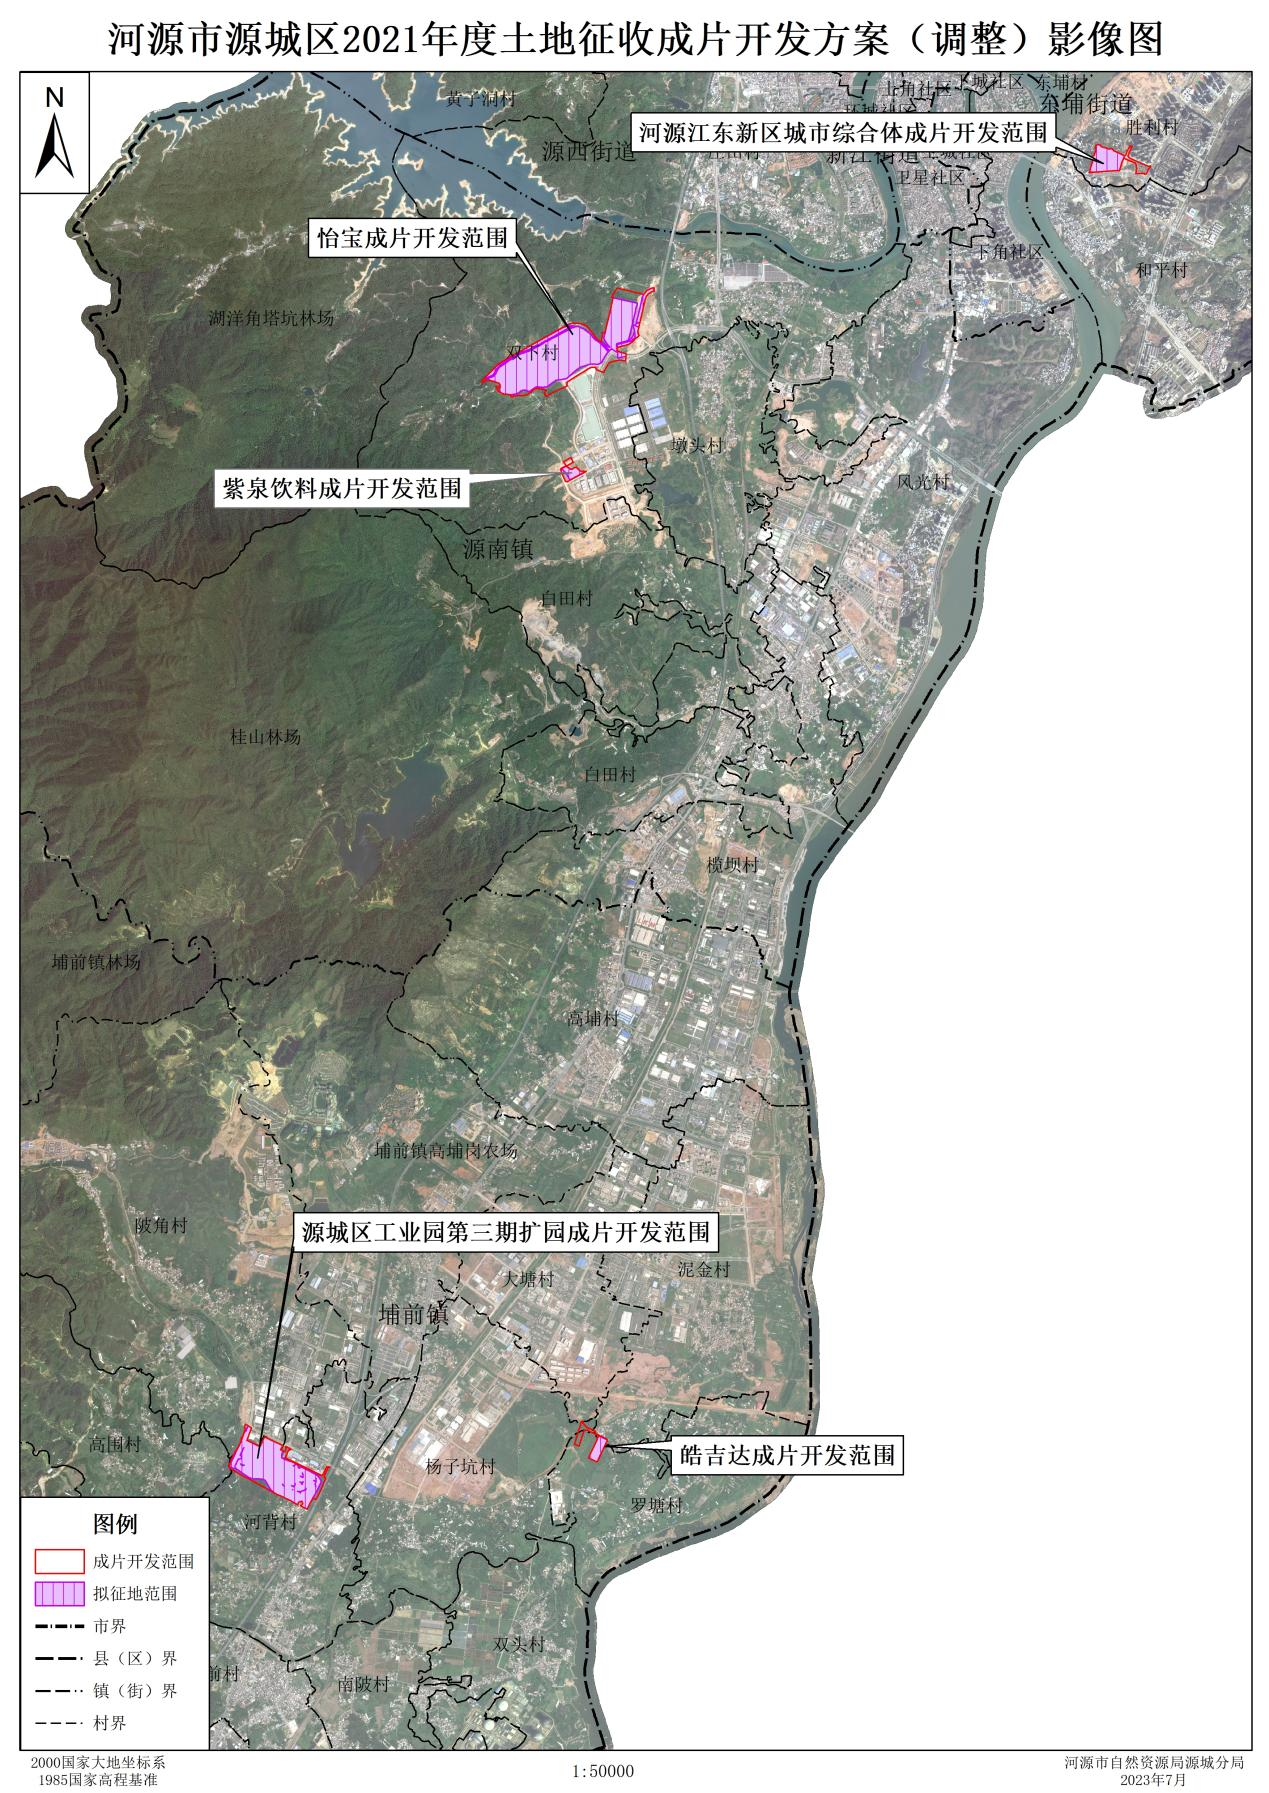 河源市源城区2021年度土地征收成片开发方案（调整）影像图
N
黄子洞村
上角社区
下城社区
东埔村
东埔街道
源西街道
河源江东新区城市综合体成片开发范围
胜利村
新江街道
卫星社区
怡宝成片开发范围
下角社区
和平村
湖洋角塔坑林场
双下村
墩头村
紫泉饮料成片开发范围
风光村
源南镇
白田村
桂山林场
白田村
榄坝村
埔前镇林场
高埔村
埔前镇高埔岗农场
陂角村
源城区工业园第三期扩园成片开发范围
大塘村
泥金村
埔前镇
高围村
杨子坑村
皓吉达成片开发范围
罗塘村
河背村
双头村
前村
南陂村
图例
成片开发范围
拟征地范围
市界
县（区）界
镇（街）界
村界
2000国家大地坐标系
1985国家高程基准
1:50000
河源市自然资源局源城分局
2023年7月